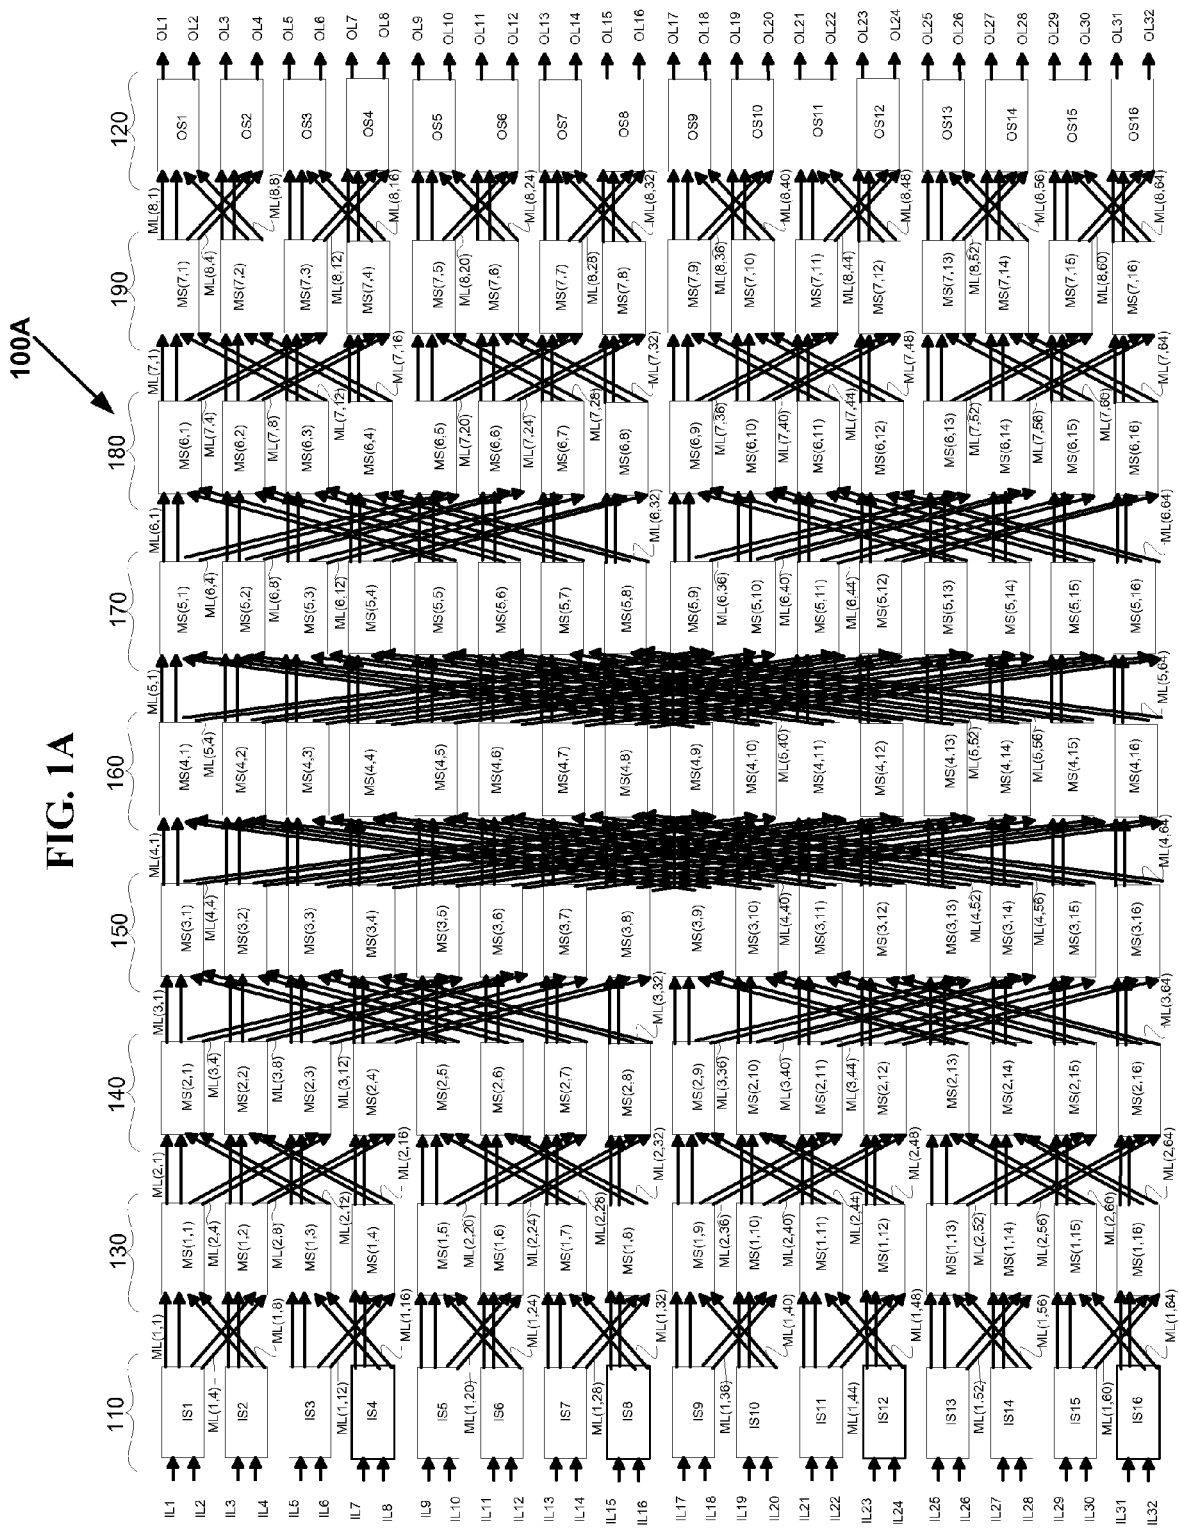 100A
FIG. 1A
110 130 140 150 160 170 180 190 120
ML(1,1) ML(2,1) ML(3,1) ML(4,1) ML(5,1) ML(6,1) ML(7,1) ML(8,1)
IL1 IS1 MS(1,1) MS(2,1) MS(3,1) MS(4,1) MS(5,1) MS(6,1) MS(7,1) OS1 OL1
IL2 OL2
ML(1,4) ML(2,4) ML(3,4) ML(4,4) ML(5,4) ML(6,4) ML(7,4) ML(8,4)
IL3 IS2 MS(1,2) MS(2,2) MS(3,2) MS(4,2) MS(5,2) MS(6,2) MS(7,2) OS2 OL3
IL4 OL4
ML(1,8) ML(2,8) ML(3,8) ML(6,8) ML(7,8) ML(8,8)
IL5 IS3 MS(1,3) MS(2,3) MS(3,3) MS(4,3) MS(5,3) MS(6,3) MS(7,3) OS3 OL5
IL6 OL6
ML(1,12) ML(2,12) ML(3,12) ML(6,12) ML(7,12) ML(8,12)
IL7 IS4 MS(1,4) MS(2,4) MS(3,4) MS(4,4) MS(5,4) MS(6,4) MS(7,4) OS4 OL7
IL8 OL8
ML(1,16) ML(2,16) ML(7,16) ML(8,16)
IL9 IS5 MS(1,5) MS(2,5) MS(3,5) MS(4,5) MS(5,5) MS(6,5) MS(7,5) OS5 OL9
IL10 OL10
ML(1,20) ML(2,20) ML(7,20) ML(8,20)
IL11 IS6 MS(1,6) MS(2,6) MS(3,6) MS(4,6) MS(5,6) MS(6,6) MS(7,6) OS6 OL11
IL12 OL12
ML(1,24) ML(2,24) ML(7,24) ML(8,24)
IL13 IS7 MS(1,7) MS(2,7) MS(3,7) MS(4,7) MS(5,7) MS(6,7) MS(7,7) OS7 OL13
IL14 OL14
ML(1,28) ML(2,28) ML(7,28) ML(8,28)
IL15 IS8 MS(1,8) MS(2,8) MS(3,8) MS(4,8) MS(5,8) MS(6,8) MS(7,8) OS8 OL15
IL16 OL16
ML(1,32) ML(2,32) ML(3,32) ML(6,32) ML(7,32) ML(8,32)
IL17 IS9 MS(1,9) MS(2,9) MS(3,9) MS(4,9) MS(5,9) MS(6,9) MS(7,9) OS9 OL17
IL18 OL18
ML(1,36) ML(2,36) ML(3,36) ML(6,36) ML(7,36) ML(8,36)
IL19 IS10 MS(1,10) MS(2,10) MS(3,10) MS(4,10) MS(5,10) MS(6,10) MS(7,10) OS10 OL19
IL20 OL20
ML(1,40) ML(2,40) ML(3,40) ML(4,40) ML(5,40) ML(6,40) ML(7,40) ML(8,40)
IL21 IS11 MS(1,11) MS(2,11) MS(3,11) MS(4,11) MS(5,11) MS(6,11) MS(7,11) OS11 OL21
IL22 OL22
ML(1,44) ML(2,44) ML(3,44) ML(6,44) ML(7,44) ML(8,44)
IL23 IS12 MS(1,12) MS(2,12) MS(3,12) MS(4,12) MS(5,12) MS(6,12) MS(7,12) OS12 OL23
IL24 OL24
ML(1,48) ML(2,48) ML(7,48) ML(8,48)
IL25 IS13 MS(1,13) MS(2,13) MS(3,13) MS(4,13) MS(5,13) MS(6,13) MS(7,13) OS13 OL25
IL26 OL26
ML(1,52) ML(2,52) ML(4,52) ML(5,52) ML(7,52) ML(8,52)
IL27 IS14 MS(1,14) MS(2,14) MS(3,14) MS(4,14) MS(5,14) MS(6,14) MS(7,14) OS14 OL27
IL28 OL28
ML(1,56) ML(2,56) ML(4,56) ML(5,56) ML(7,56) ML(8,56)
IL29 IS15 MS(1,15) MS(2,15) MS(3,15) MS(4,15) MS(5,15) MS(6,15) MS(7,15) OS15 OL29
IL30 OL30
ML(1,60) ML(2,60) ML(7,60) ML(8,60)
IL31 IS16 MS(1,16) MS(2,16) MS(3,16) MS(4,16) MS(5,16) MS(6,16) MS(7,16) OS16 OL31
IL32 OL32
ML(1,64) ML(2,64) ML(3,64) ML(4,64) ML(5,64) ML(6,64) ML(7,64) ML(8,64)